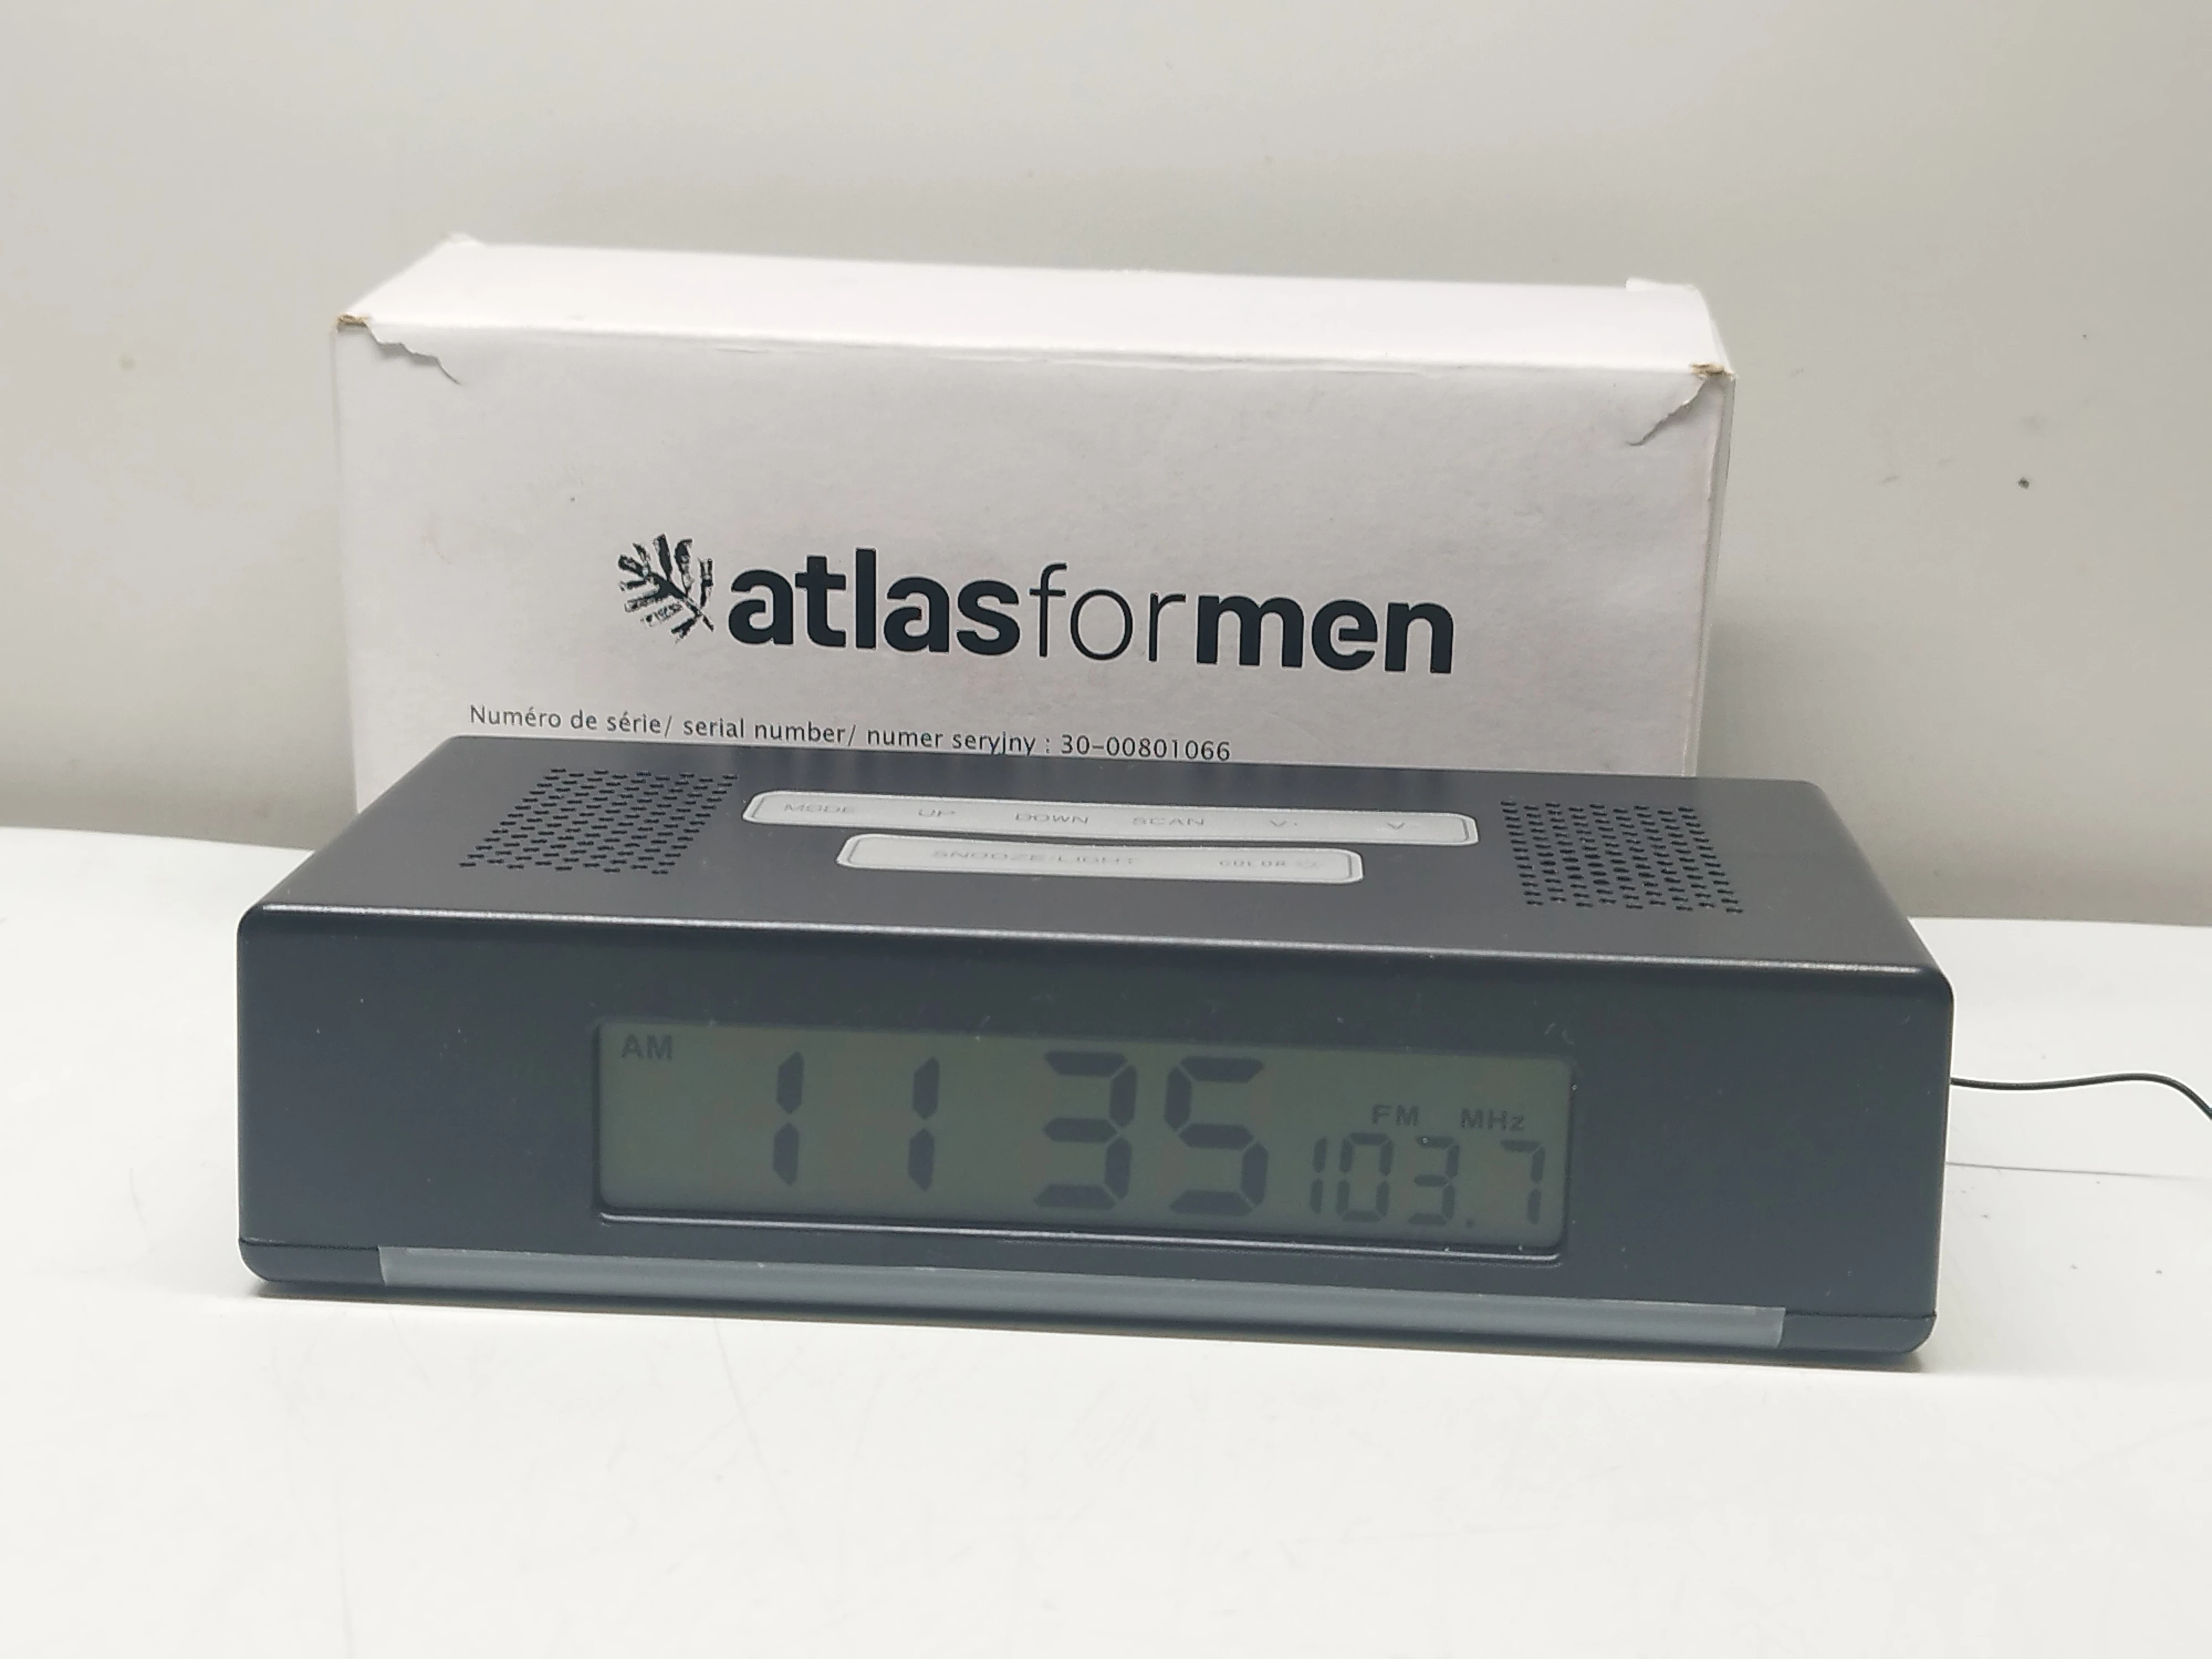 atlasformen
Numéro de série/ serial number/ numer seryjny : 30-00801066
MODE UP DOWN SCAN V- V
SNOOZE/LIGHT COLOR
AM 11 35
FM MHz
103.7